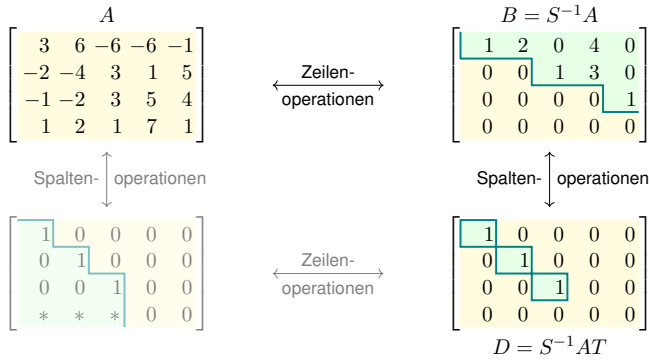 A
B = S⁻¹A
3 6 −6 −6 −1
−2 −4 3 1 5
−1 −2 3 5 4
1 2 1 7 1
Zeilen-
operationen
1 2 0 4 0
0 0 1 3 0
0 0 0 0 1
0 0 0 0 0
Spalten- operationen
Spalten- operationen
1 0 0 0 0
0 1 0 0 0
0 0 1 0 0
∗ ∗ ∗ 0 0
Zeilen-
operationen
1 0 0 0 0
0 1 0 0 0
0 0 1 0 0
0 0 0 0 0
D = S⁻¹AT